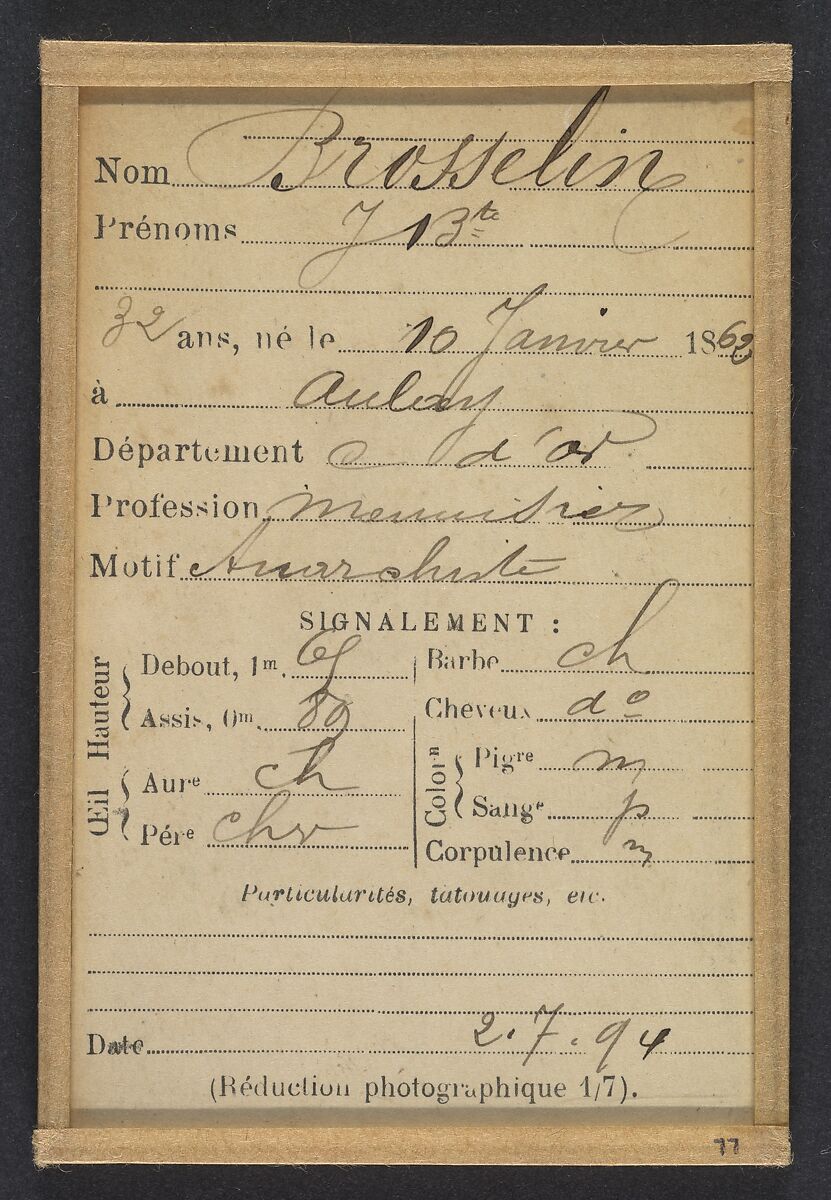 Nom Brosselin
Prénoms J Bte
32 ans, né le 10 Janvier 1862
à Auloxy
Département C d'or
Profession menuisier
Motif Anarchiste
SIGNALEMENT :
Hauteur
Debout, 1m. 69
Assis, 0m. 89
Œil
Aure ch
Pére chv
Barbe ch
Cheveux do
Colorn
Pigre m
Sange p
Corpulence m
Particularités, tatouages, etc.
Date 2.7.94
(Réduction photographique 1/7).
77